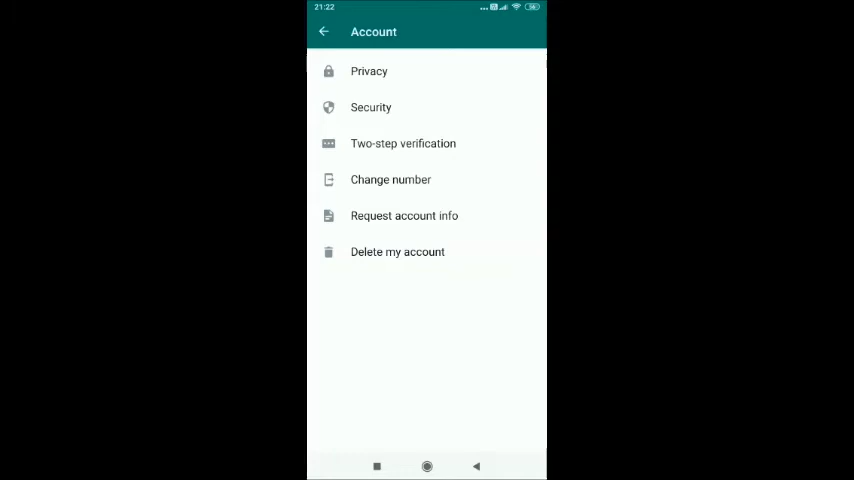 21:22
Account
Privacy
Security
Two-step verification
Change number
Request account info
Delete my account